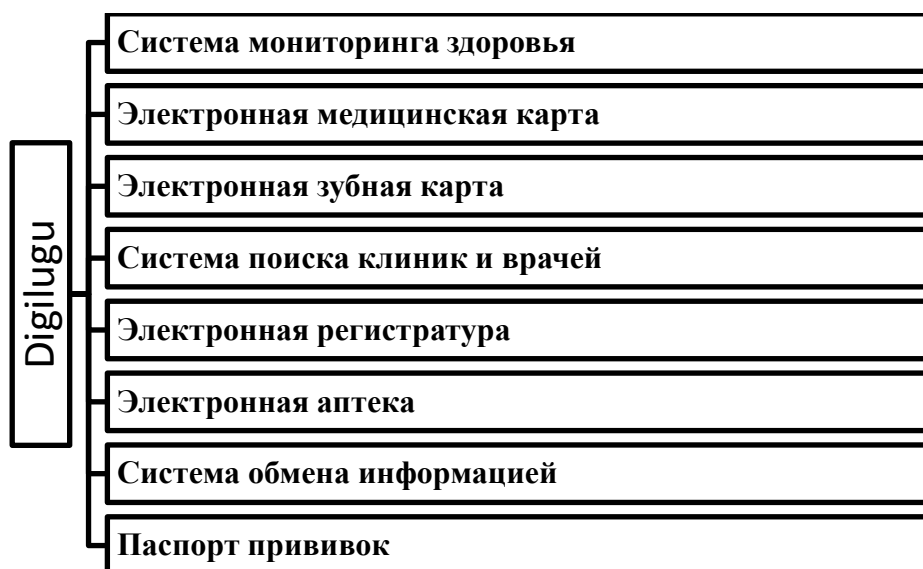 Digilugu
Система мониторинга здоровья
Электронная медицинская карта
Электронная зубная карта
Система поиска клиник и врачей
Электронная регистратура
Электронная аптека
Система обмена информацией
Паспорт прививок